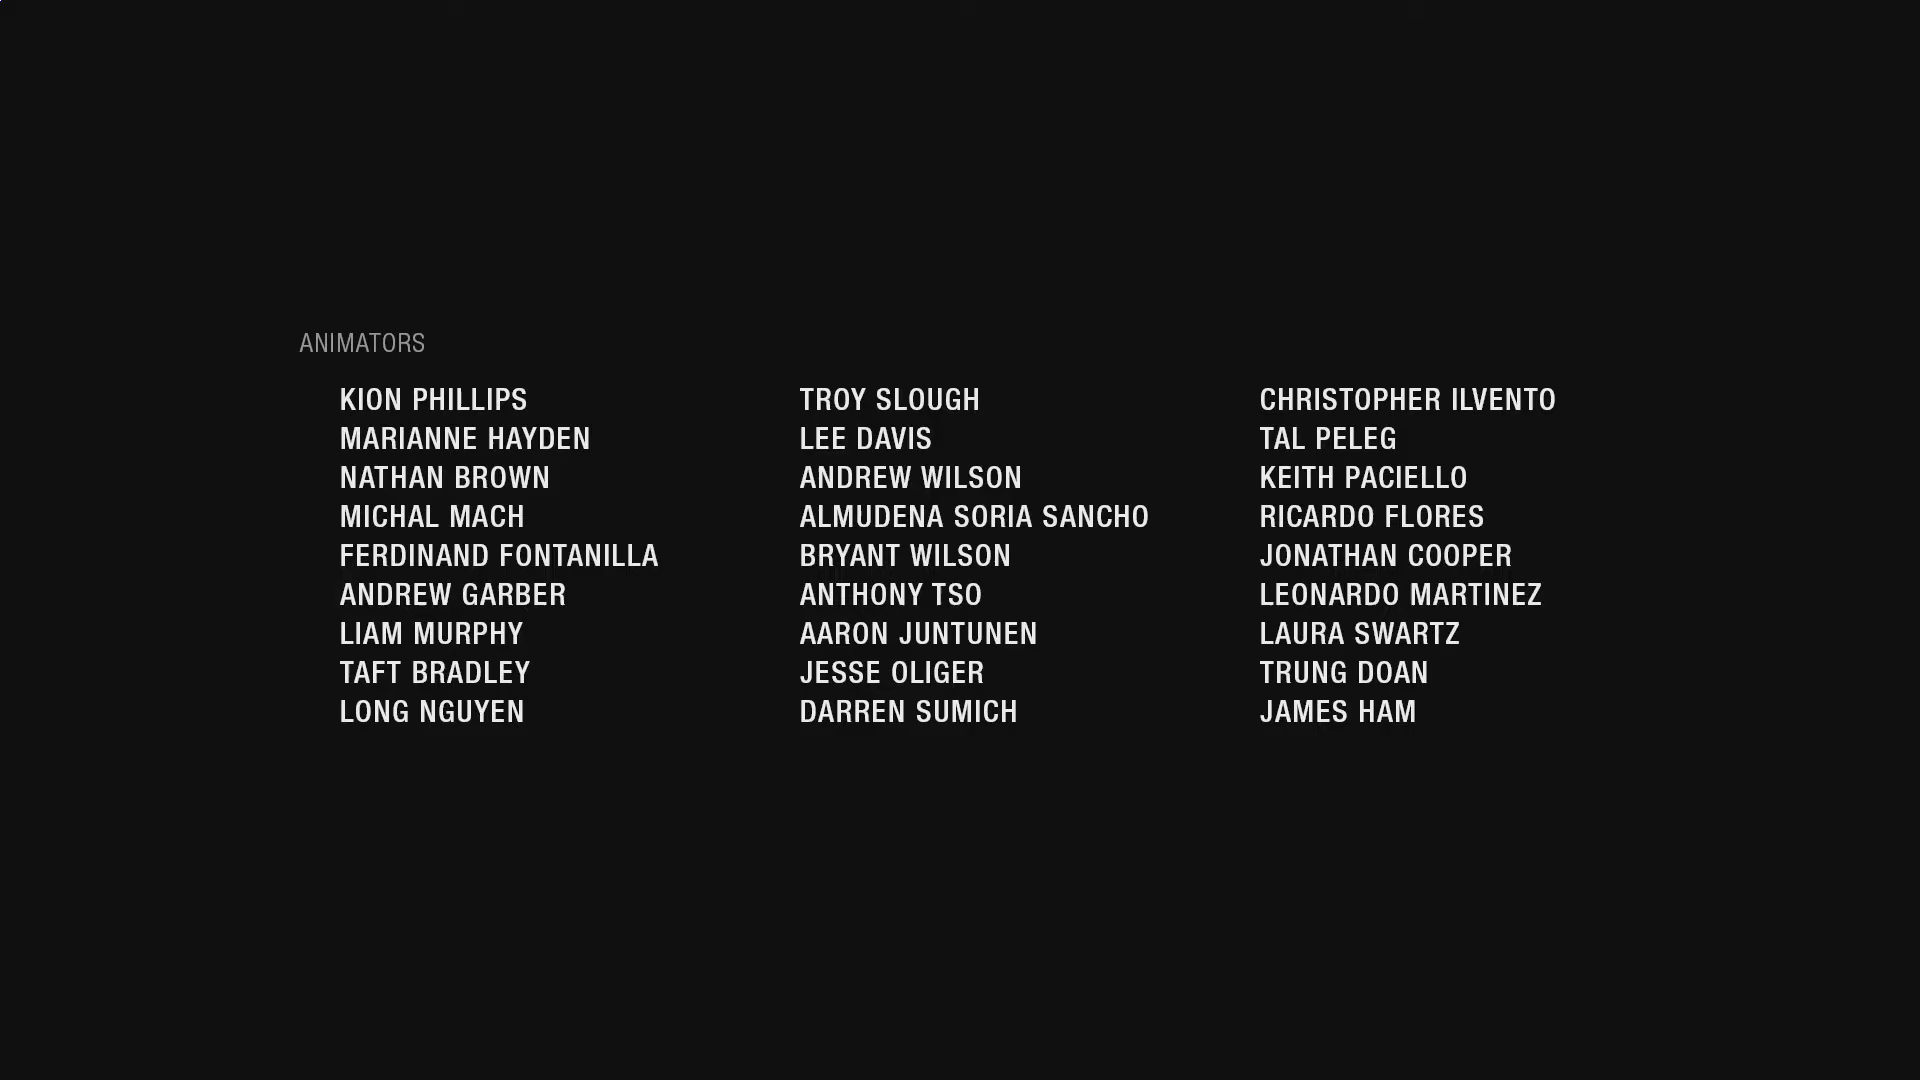 ANIMATORS
KION PHILLIPS
MARIANNE HAYDEN
NATHAN BROWN
MICHAL MACH
FERDINAND FONTANILLA
ANDREW GARBER
LIAM MURPHY
TAFT BRADLEY
LONG NGUYEN
TROY SLOUGH
LEE DAVIS
ANDREW WILSON
ALMUDENA SORIA SANCHO
BRYANT WILSON
ANTHONY TSO
AARON JUNTUNEN
JESSE OLIGER
DARREN SUMICH
CHRISTOPHER ILVENTO
TAL PELEG
KEITH PACIELLO
RICARDO FLORES
JONATHAN COOPER
LEONARDO MARTINEZ
LAURA SWARTZ
TRUNG DOAN
JAMES HAM